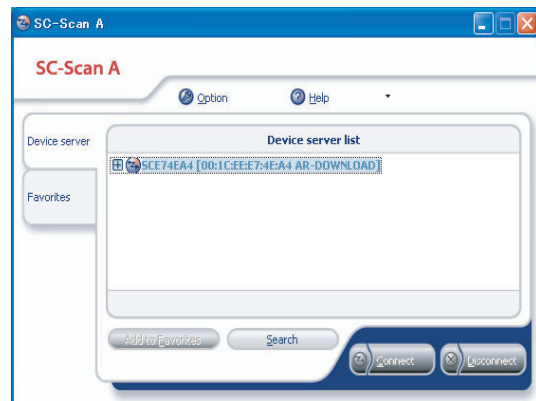 SC-Scan A
SC-Scan A
Option Help
Device server
Device server list
SCE74EA4 [00:1C:EE:E7:4E:A4 AR-DOWNLOAD]
Favorites
Add to Favorites Search
Connect Disconnect